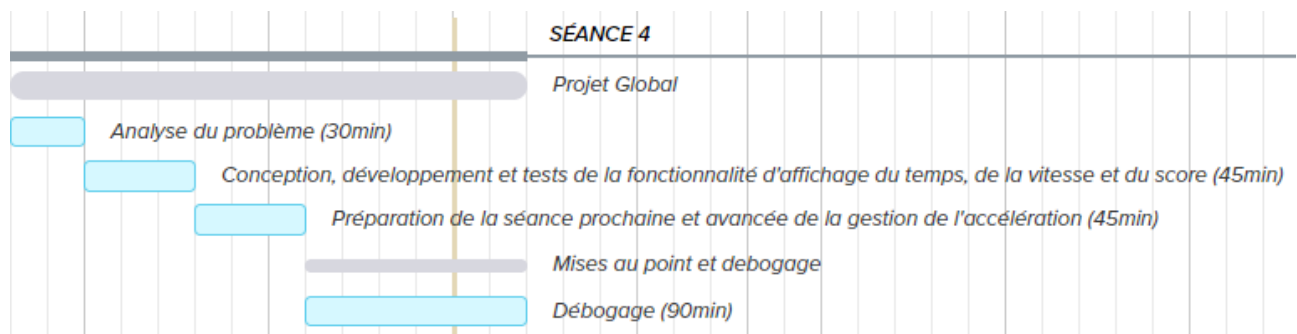 SÉANCE 4
Projet Global
Analyse du problème (30min)
Conception, développement et tests de la fonctionnalité d'affichage du temps, de la vitesse et du score (45min)
Préparation de la séance prochaine et avancée de la gestion de l'accélération (45min)
Mises au point et debogage
Débogage (90min)